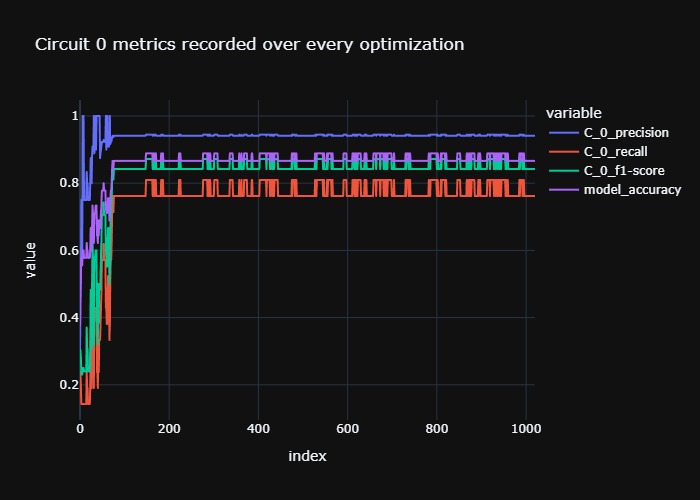 Circuit 0 metrics recorded over every optimization
variable
C_0_precision
C_0_recall
C_0_f1-score
model_accuracy
value
1
0.8
0.6
0.4
0.2
0 200 400 600 800 1000
index